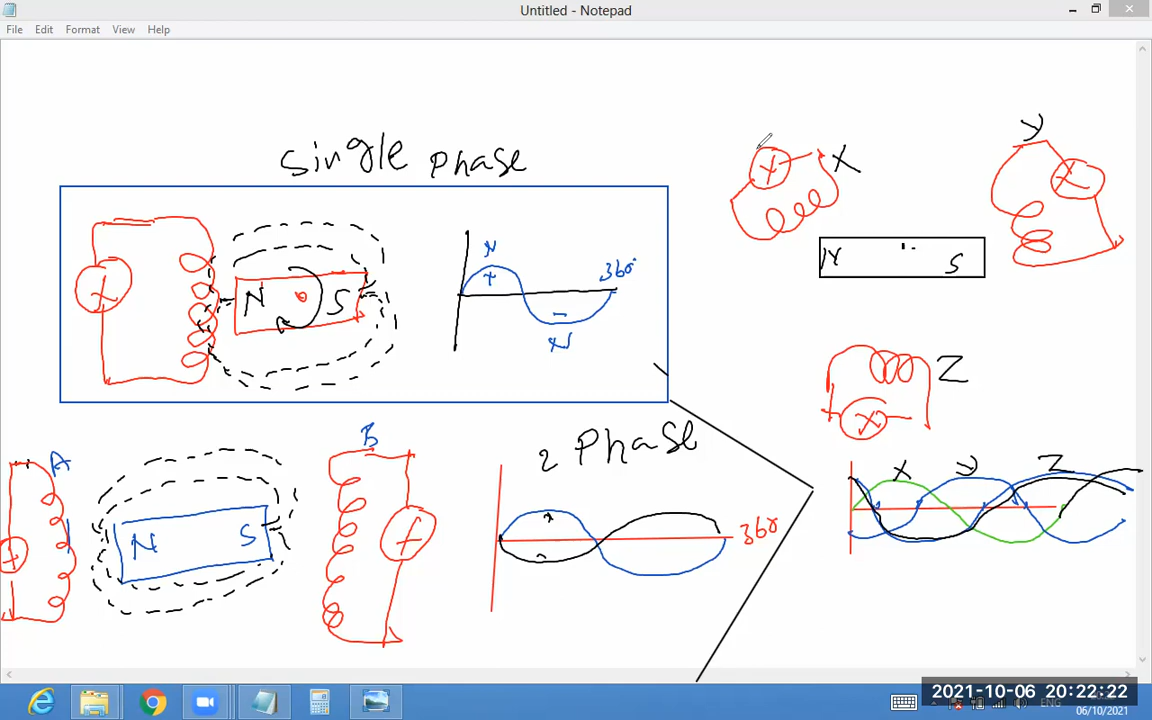 Untitled - Notepad
File Edit Format View Help
single phase
X
y
N
+
360°
N S
-
N
N S
Z
B
A
2 Phase
X y Z
N S
+
-
360
2021-10-06 20:22:22
ENG
06/10/2021